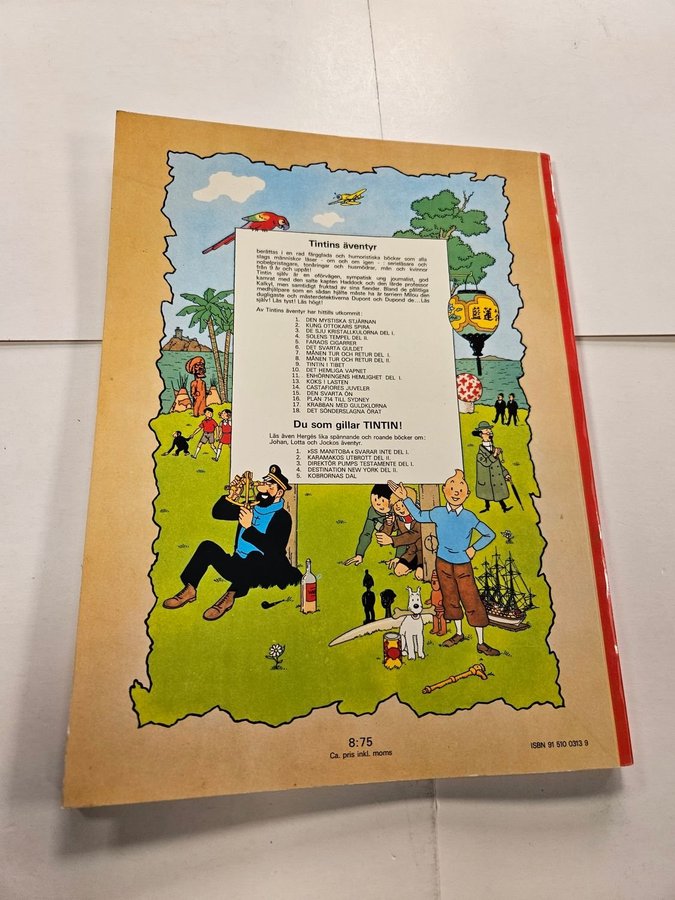 Tintins äventyr
berättas i en rad färgglada och humoristiska böcker som alla
slags människor läser - om och om igen - : serieläsare och
nobelpristagare, tonåringar och husmödrar, män och kvinnor
från 9 år och uppåt!
Tintin själv är en oförvägen, sympatisk ung journalist, god
kamrat med den salte kapten Haddock och den lärde professor
Kalkyl, men samtidigt fruktad av sina fiender. Bland de pålitliga
medhjälpare som en sådan hjälte måste ha är terriern Milou den
dugligaste och mästerdetektiverna Dupont och Dupond de... Läs
själv! Läs tyst! Läs högt!
Av Tintins äventyr har hittills utkommit:
1. DEN MYSTISKA STJÄRNAN
2. KUNG OTTOKARS SPIRA
3. DE SJU KRISTALLKULORNA DEL I.
4. SOLENS TEMPEL DEL II.
5. FARAOS CIGARRER
6. DET SVARTA GULDET
7. MÅNEN TUR OCH RETUR DEL I.
8. MÅNEN TUR OCH RETUR DEL II.
9. TINTIN I TIBET
10. DET HEMLIGA VAPNET
11. ENHÖRNINGENS HEMLIGHET DEL I.
13. KOKS I LASTEN
14. CASTAFIORES JUVELER
15. DEN SVARTA ÖN
16. PLAN 714 TILL SYDNEY
17. KRABBAN MED GULDKLORNA
18. DET SÖNDERSLAGNA ÖRAT
Du som gillar TINTIN!
Läs även Hergés lika spännande och roande böcker om:
Johan, Lotta och Jockos äventyr.
1. »SS MANITOBA« SVARAR INTE DEL I.
2. KARAMAKOS UTBROTT DEL II.
3. DIREKTÖR PUMPS TESTAMENTE DEL I.
4. DESTINATION NEW YORK DEL II.
5. KOBRORNAS DAL
8:75
Ca. pris inkl. moms
ISBN 91 510 0313 9